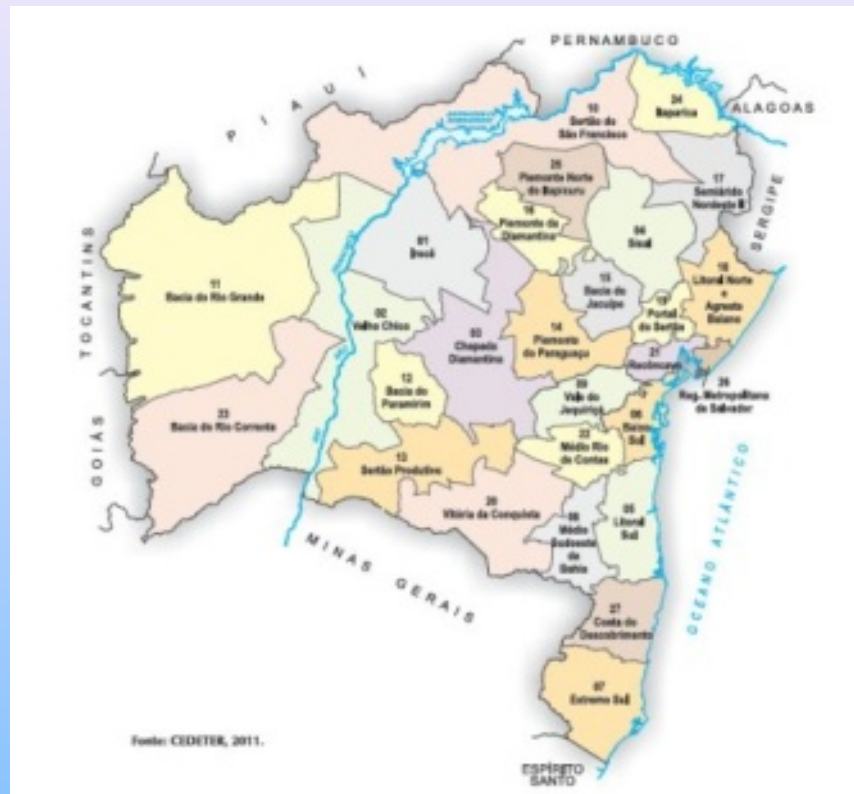 PERNAMBUCO
PIAUÍ
ALAGOAS
24
Itaparica
10
Sertão do
São Francisco
25
Piemonte Norte
do Itapicuru
17
Semiárido
Nordeste II
SERGIPE
16
Piemonte da
Diamantina
04
Sisal
01
Irecê
TOCANTINS
11
Bacia do Rio Grande
18
Litoral Norte
e
Agreste
Baiano
15
Bacia do
Jacuípe
19
Portal
do Sertão
02
Velho Chico
03
Chapada
Diamantina
14
Piemonte
do Paraguaçu
21
Recôncavo
26
Reg. Metropolitana
de Salvador
12
Bacia do
Paramirim
09
Vale do
Jequiriçá
06
Baixo
Sul
23
Bacia do Rio Corrente
GOIÁS
22
Médio Rio
de Contas
13
Sertão Produtivo
20
Vitória da Conquista
08
Médio
Sudoeste
da
Bahia
05
Litoral
Sul
OCEANO ATLÂNTICO
MINAS GERAIS
27
Costa do
Descobrimento
07
Extremo Sul
Fonte: CEDETER, 2011.
ESPÍRITO
SANTO